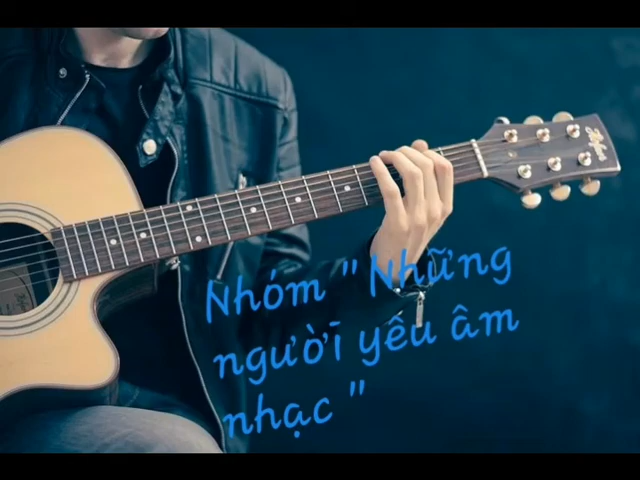 Nhóm " Những
người yêu âm
nhạc "